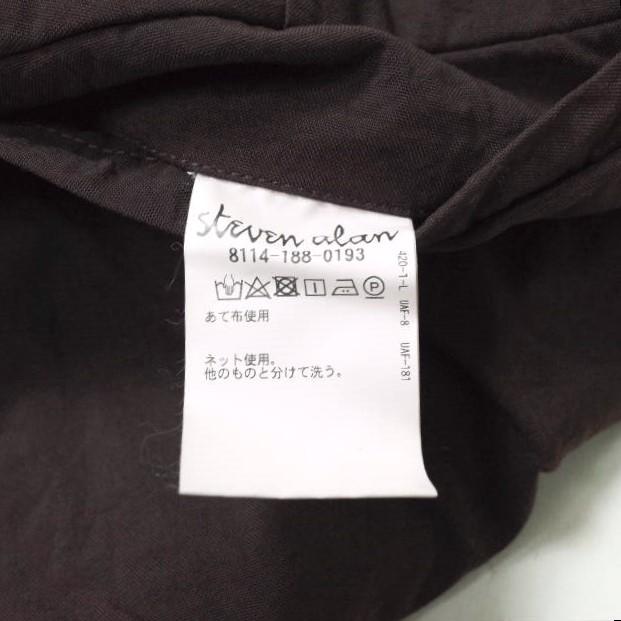 steven alan
8114-188-0193
あて布使用
ネット使用。
他のものと分けて洗う。
420-1-L UAF-8 UAF-181